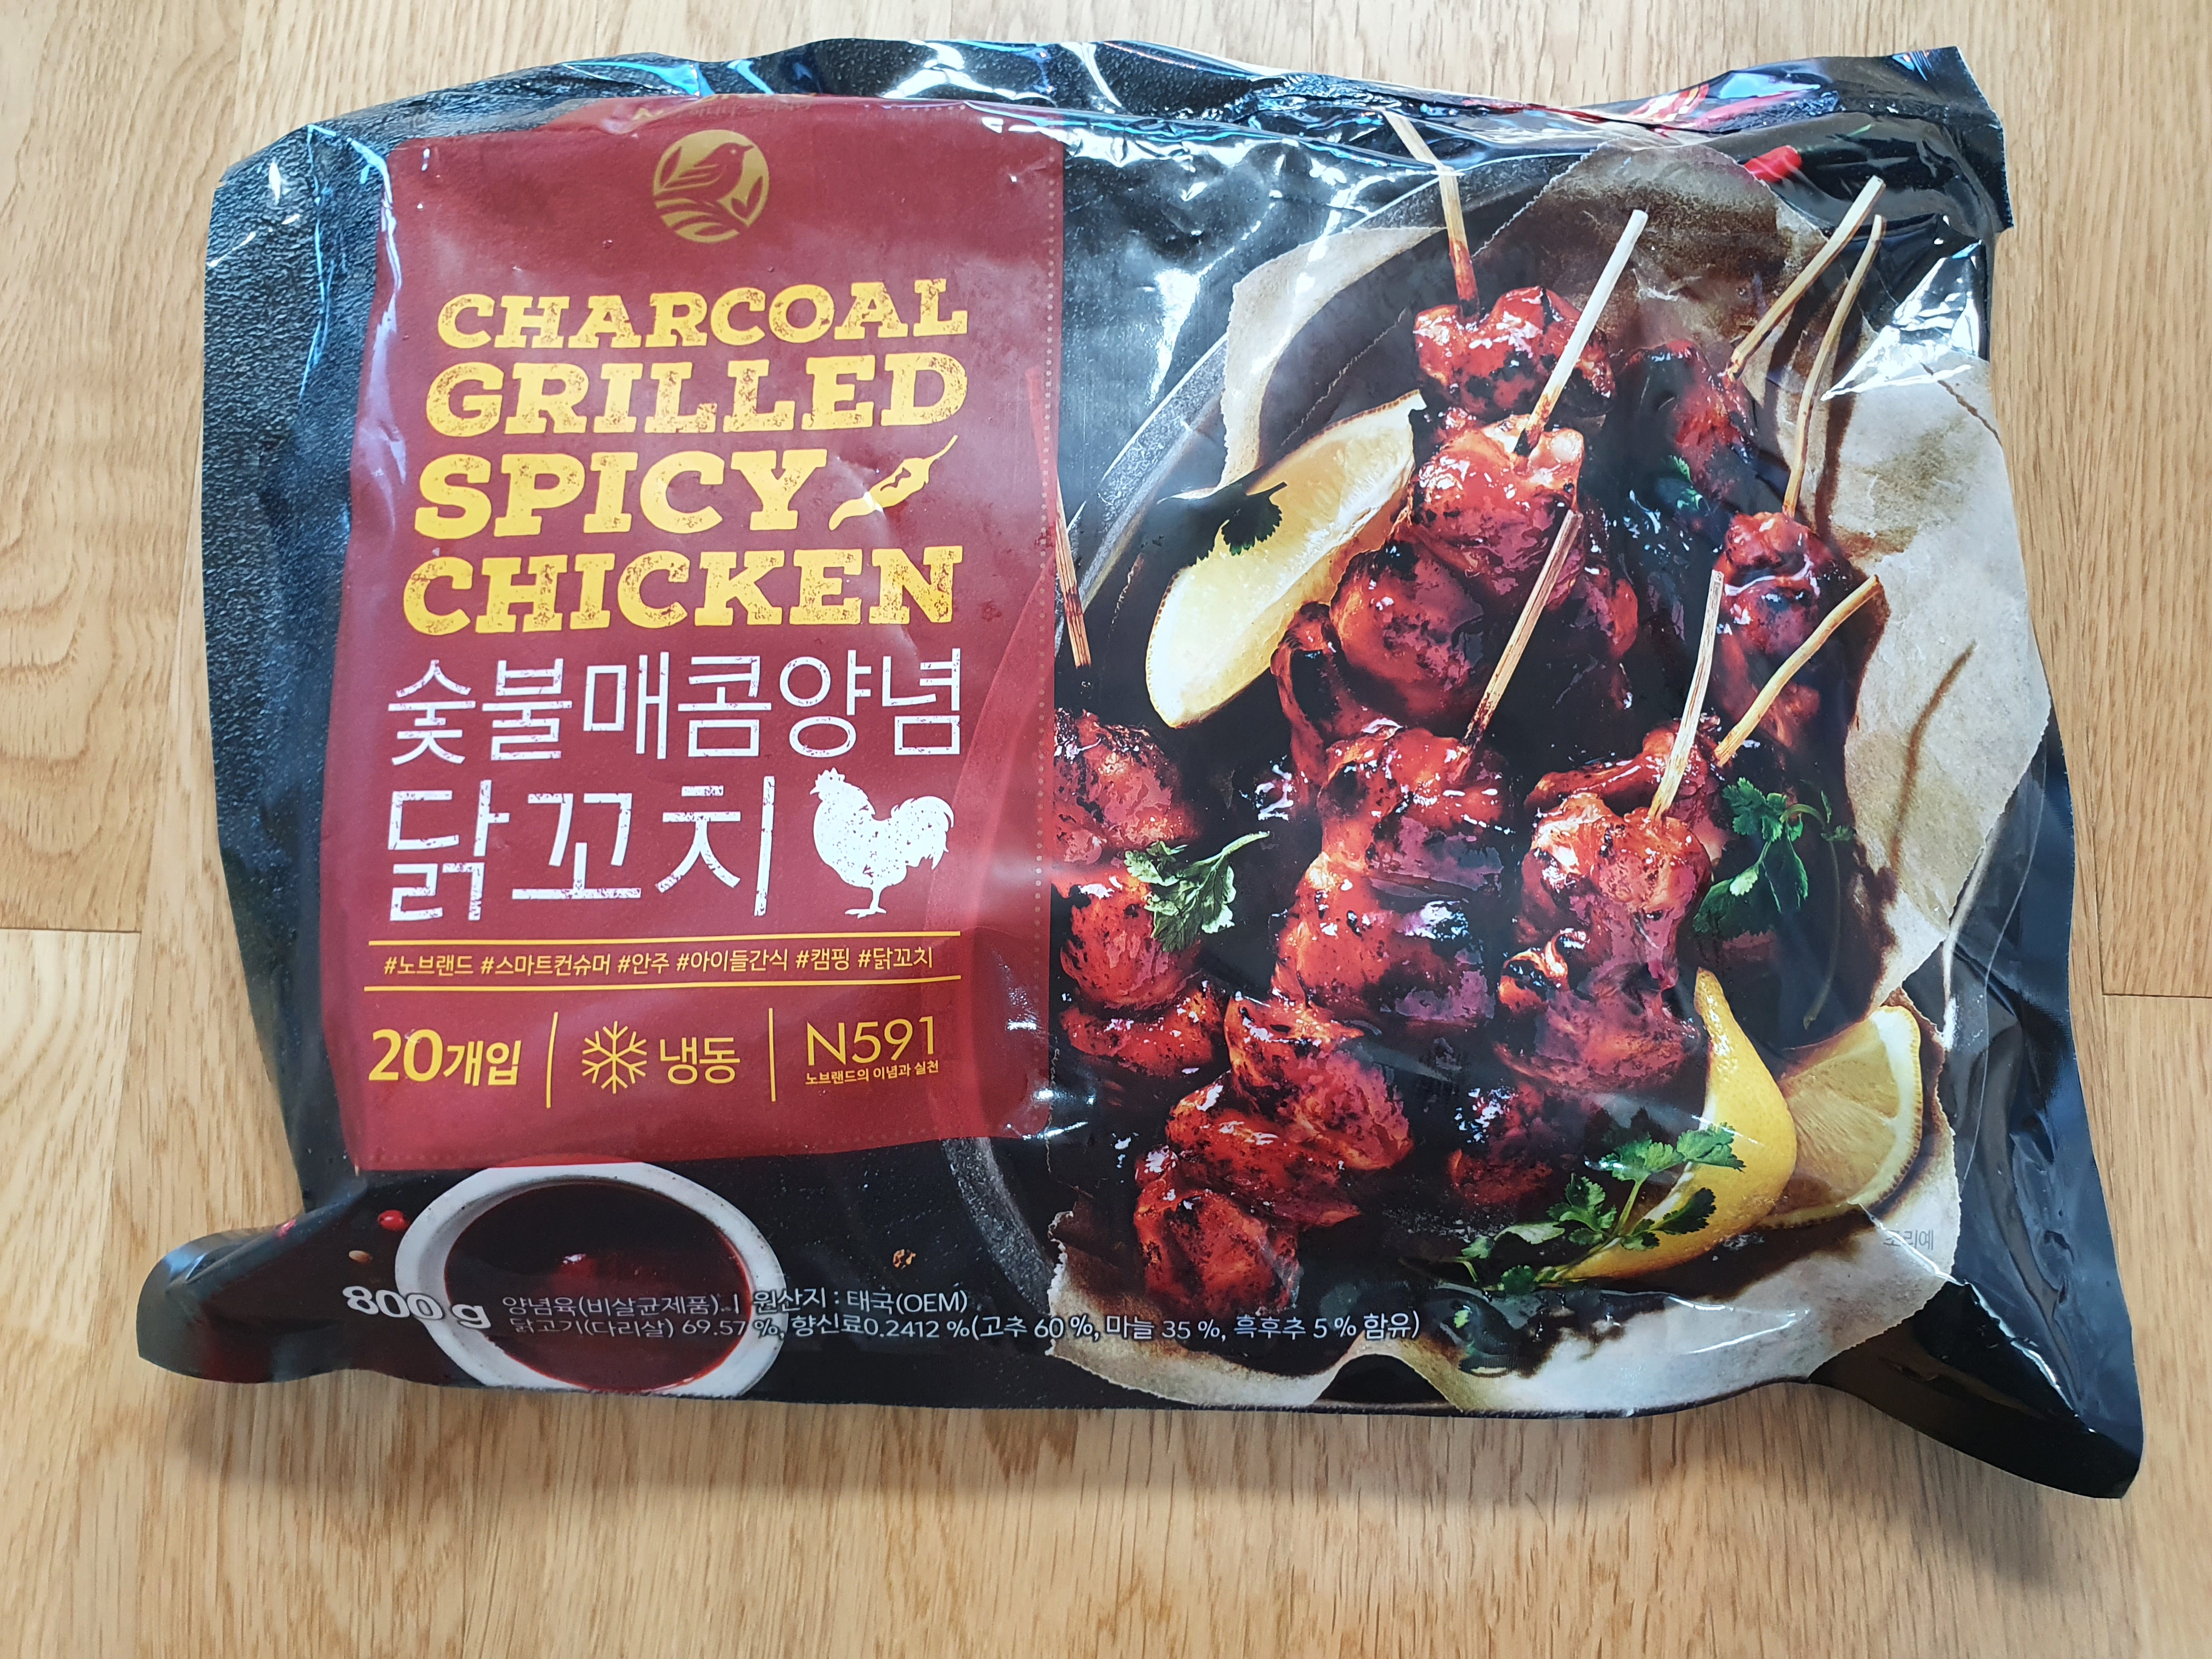 CHARCOAL
GRILLED
SPICY
CHICKEN
숯불매콤양념
닭꼬치
#노브랜드 #스마트컨슈머 #안주 #아이들간식 #캠핑 #닭꼬치
20개입
냉동
N591
노브랜드의 이념과 실천
조리예
800 g
양념육(비살균제품) | 원산지 : 태국(OEM)
닭고기(다리살) 69.57 %, 향신료0.2412 %(고추 60 %, 마늘 35 %, 흑후추 5 % 함유)